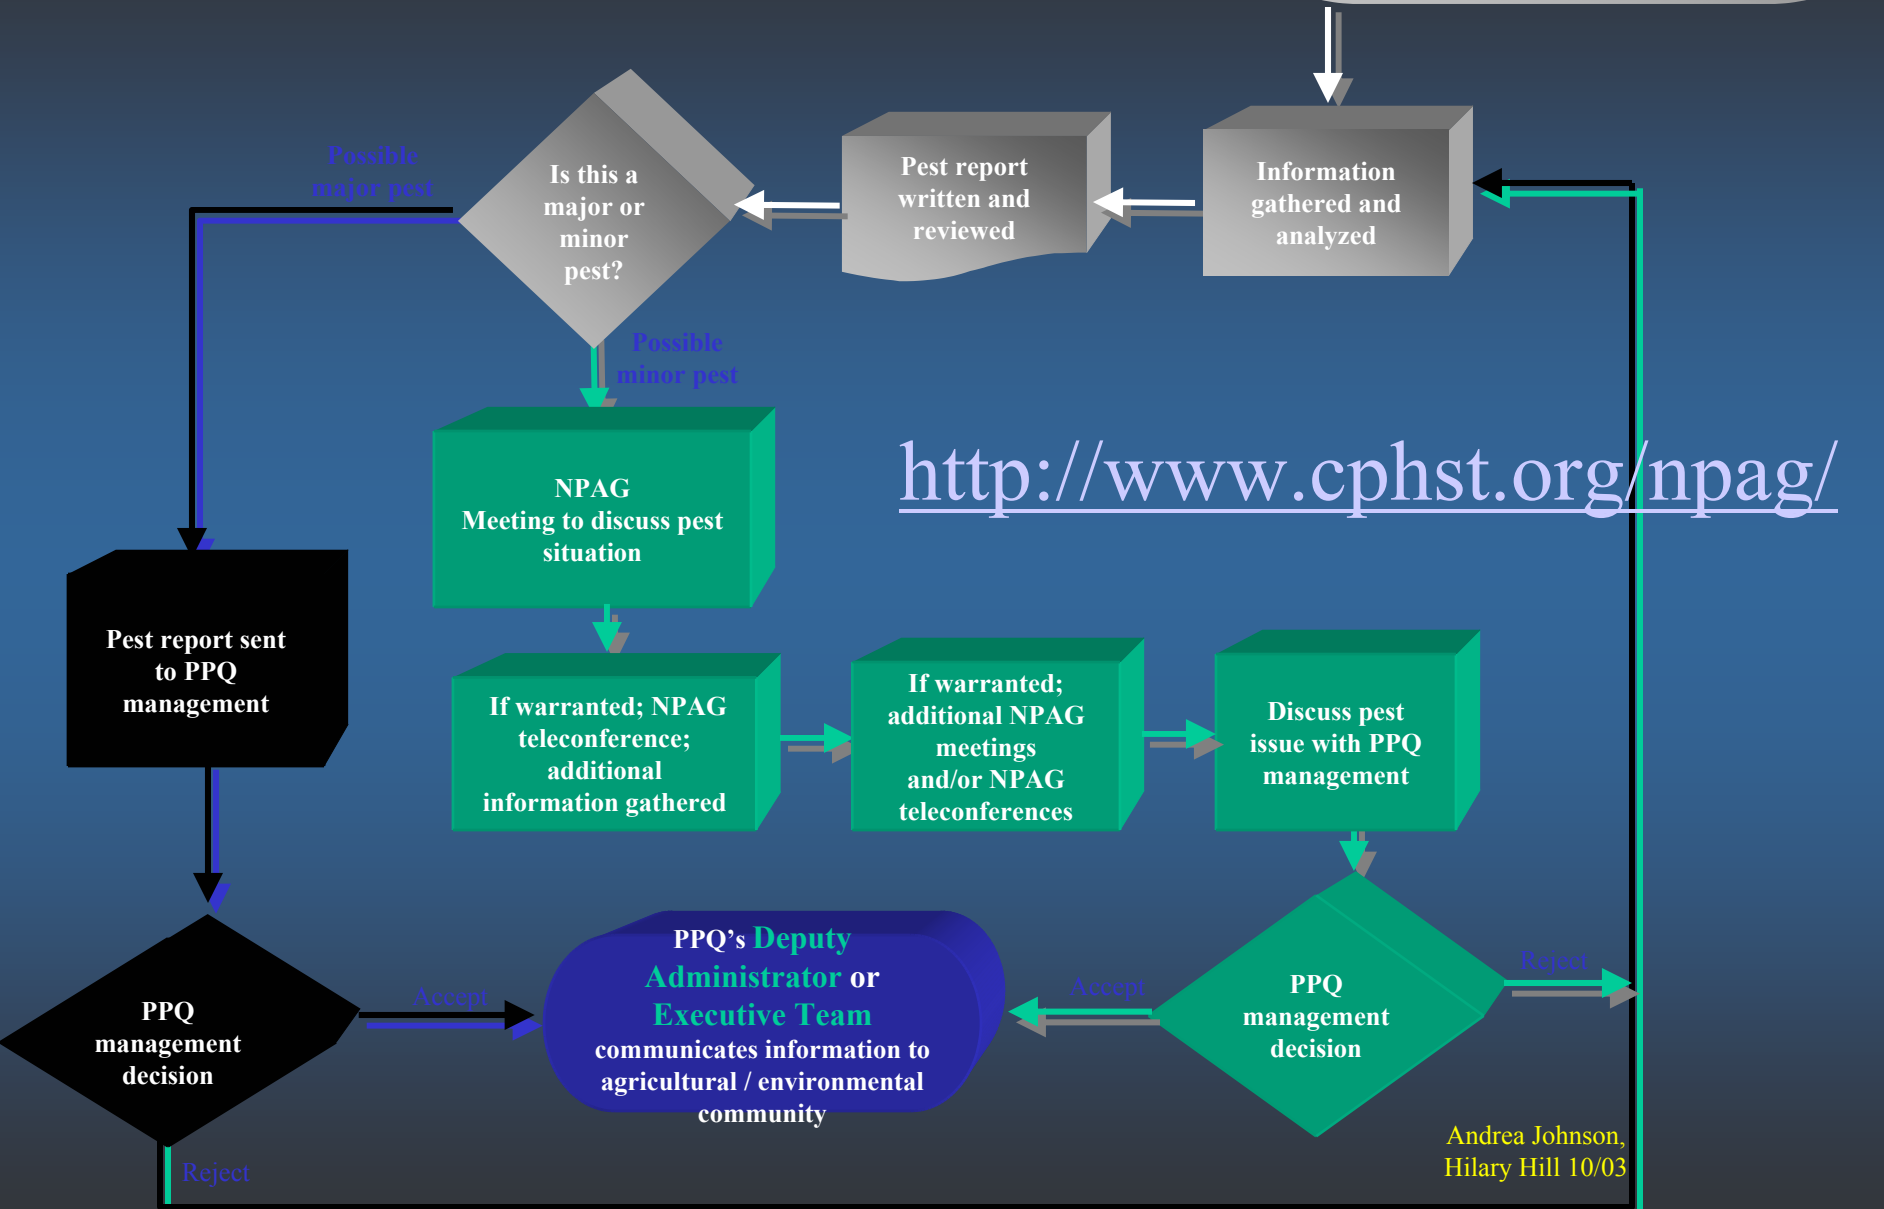 Possible
major pest
Is this a
major or
minor
pest?
Pest report
written and
reviewed
Information
gathered and
analyzed
Possible
minor pest
NPAG
Meeting to discuss pest
situation
http://www.cphst.org/npag/
Pest report sent
to PPQ
management
If warranted; NPAG
teleconference;
additional
information gathered
If warranted;
additional NPAG
meetings
and/or NPAG
teleconferences
Discuss pest
issue with PPQ
management
PPQ
management
decision
Accept
PPQ’s Deputy
Administrator or
Executive Team
communicates information to
agricultural / environmental
community
Accept
PPQ
management
decision
Reject
Reject
Andrea Johnson,
Hilary Hill 10/03